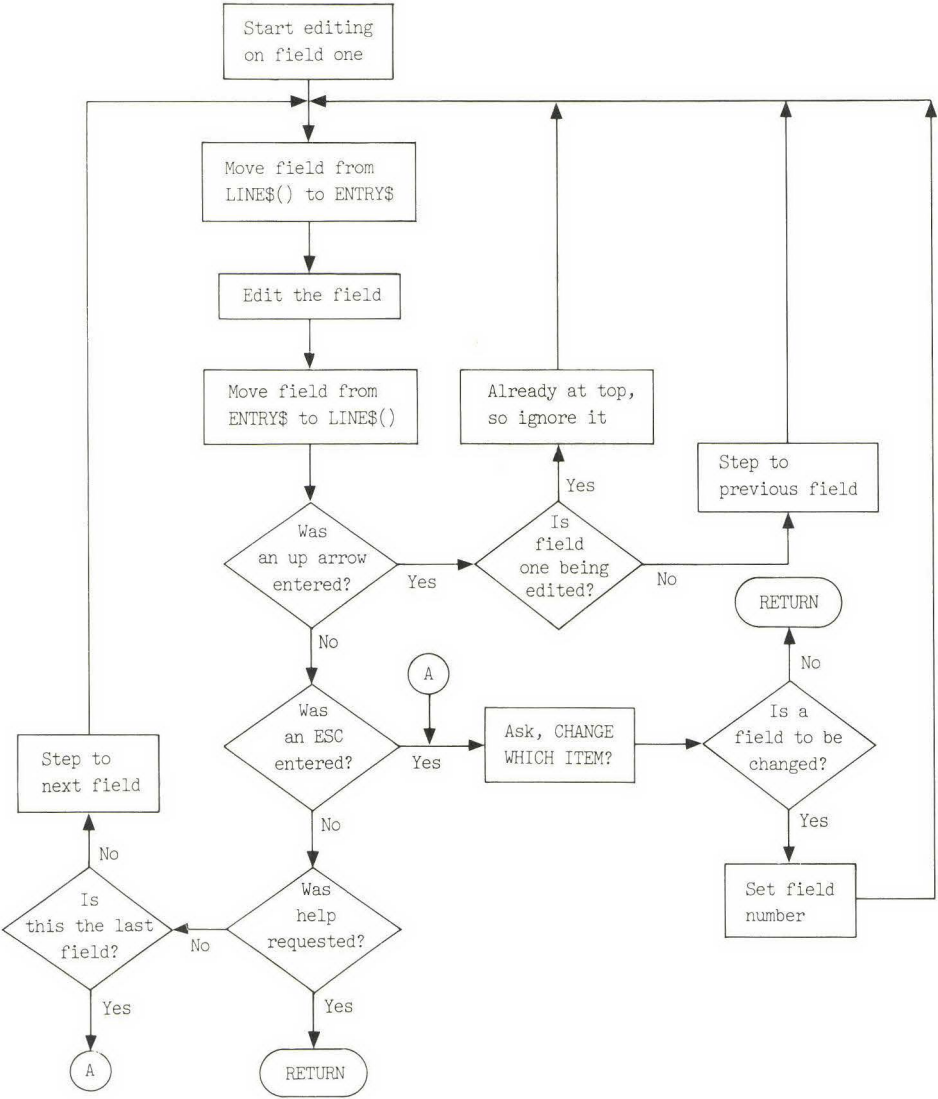 Start editing
on field one
Move field from
LINE$() to ENTRY$
Edit the field
Move field from
ENTRY$ to LINE$()
Already at top,
so ignore it
Step to
previous field
Yes
Was
an up arrow
entered?
Yes
Is
field
one being
edited?
No
RETURN
No
No
A
Was
an ESC
entered?
Yes
Ask, CHANGE
WHICH ITEM?
Is a
field to be
changed?
Step to
next field
No
Yes
No
Was
help
requested?
No
Is
this the last
field?
Set field
number
Yes
Yes
A
RETURN